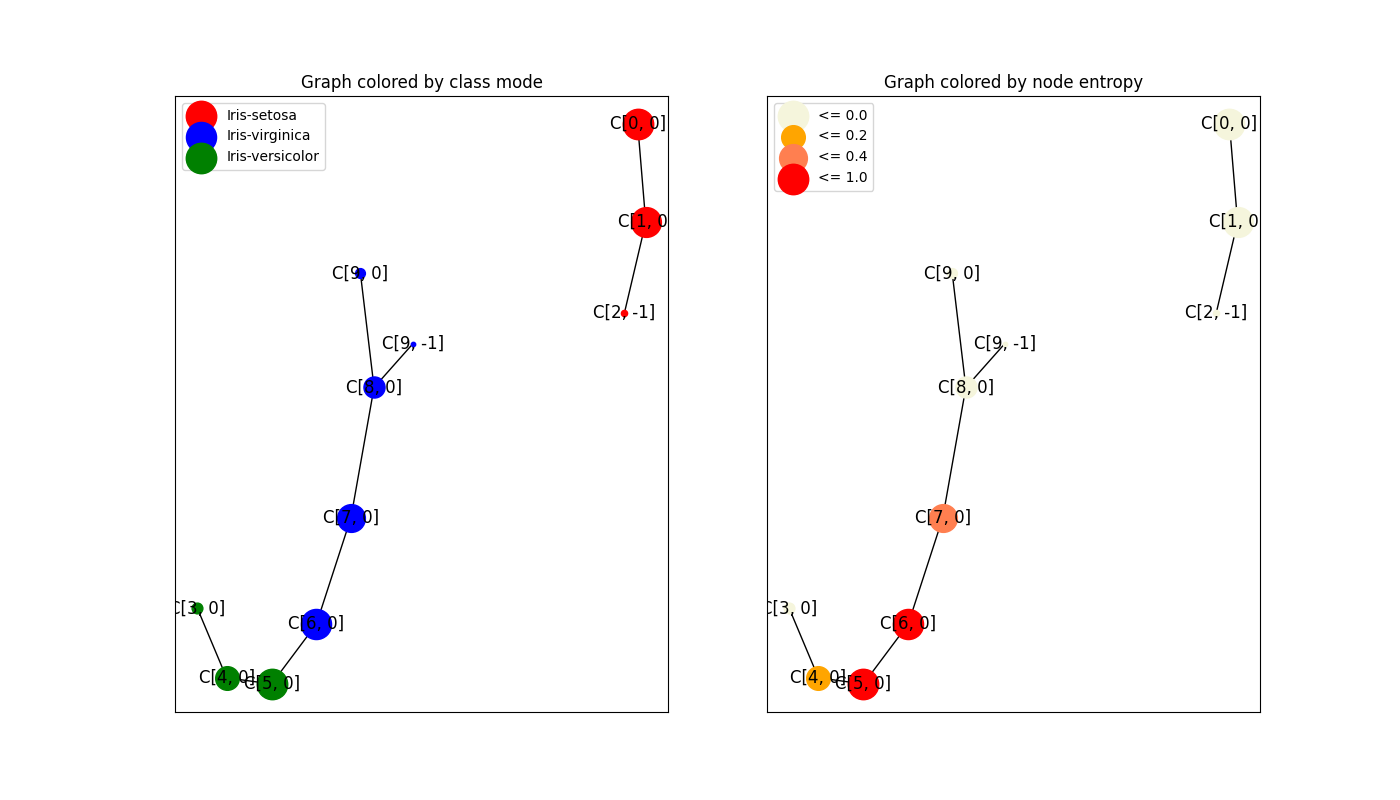 Graph colored by class mode
Iris-setosa
Iris-virginica
Iris-versicolor
C[0, 0]
C[1, 0
C[9, 0]
C[2, -1]
C[9, -1]
C[8, 0]
C[7, 0]
C[3, 0]
C[6, 0]
C[4, 0]
C[5, 0]
Graph colored by node entropy
<= 0.0
<= 0.2
<= 0.4
<= 1.0
C[0, 0]
C[1, 0
C[9, 0]
C[2, -1]
C[9, -1]
C[8, 0]
C[7, 0]
C[3, 0]
C[6, 0]
C[4, 0]
C[5, 0]